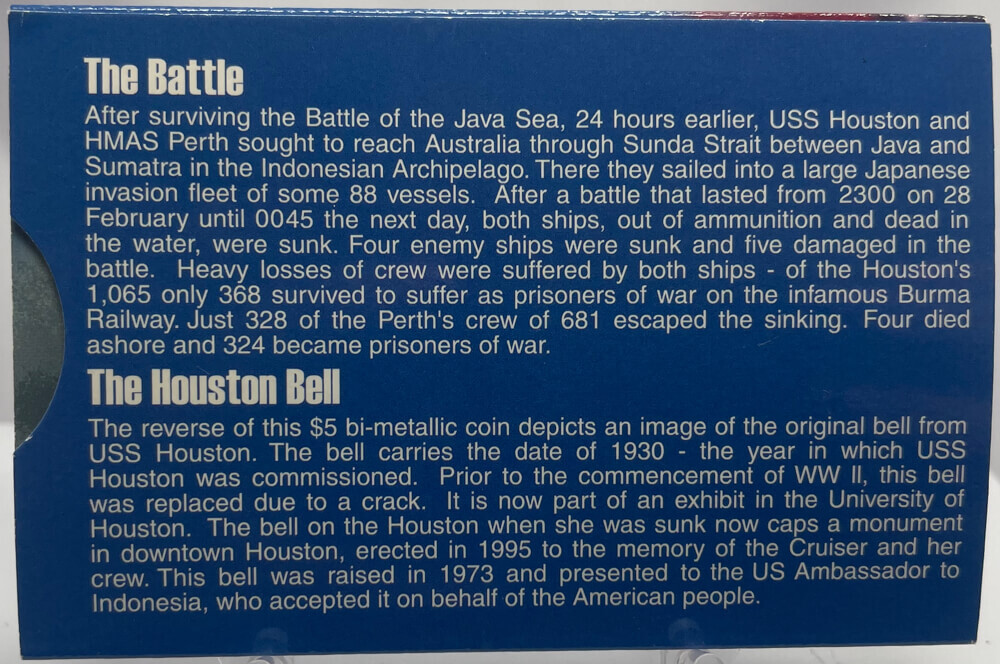 The Battle
After surviving the Battle of the Java Sea, 24 hours earlier, USS Houston and
HMAS Perth sought to reach Australia through Sunda Strait between Java and
Sumatra in the Indonesian Archipelago. There they sailed into a large Japanese
invasion fleet of some 88 vessels. After a battle that lasted from 2300 on 28
February until 0045 the next day, both ships, out of ammunition and dead in
the water, were sunk. Four enemy ships were sunk and five damaged in the
battle. Heavy losses of crew were suffered by both ships - of the Houston's
1,065 only 368 survived to suffer as prisoners of war on the infamous Burma
Railway. Just 328 of the Perth's crew of 681 escaped the sinking. Four died
ashore and 324 became prisoners of war.
The Houston Bell
The reverse of this $5 bi-metallic coin depicts an image of the original bell from
USS Houston. The bell carries the date of 1930 - the year in which USS
Houston was commissioned. Prior to the commencement of WW II, this bell
was replaced due to a crack. It is now part of an exhibit in the University of
Houston. The bell on the Houston when she was sunk now caps a monument
in downtown Houston, erected in 1995 to the memory of the Cruiser and her
crew. This bell was raised in 1973 and presented to the US Ambassador to
Indonesia, who accepted it on behalf of the American people.